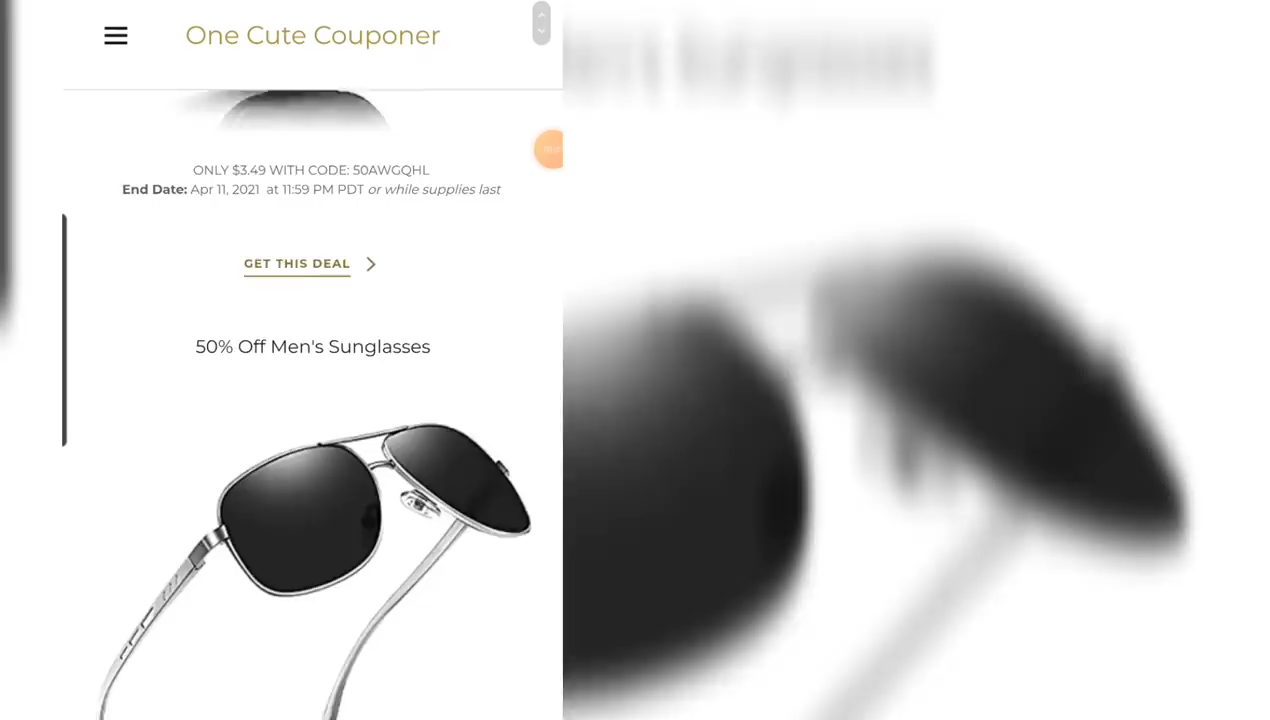 One Cute Couponer
ONLY $3.49 WITH CODE: 50AWGQHL
End Date: Apr 11, 2021 at 11:59 PM PDT or while supplies last
GET THIS DEAL
50% Off Men's Sunglasses